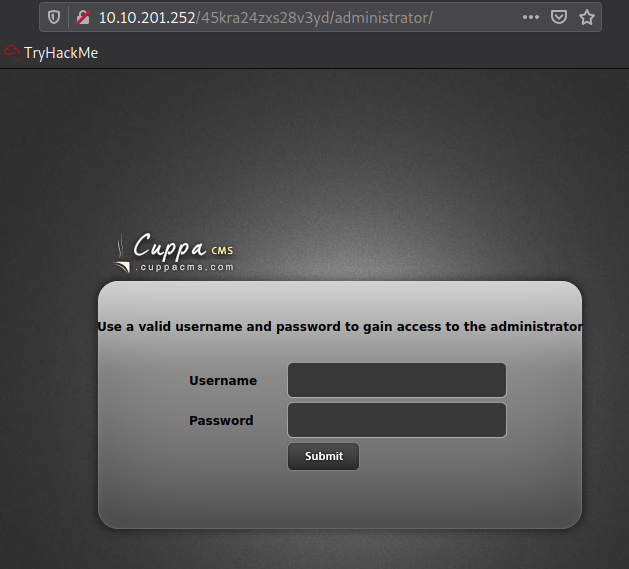 10.10.201.252/45kra24zxs28v3yd/administrator/
TryHackMe
Cuppa CMS
.cuppacms.com
Use a valid username and password to gain access to the administrator
Username
Password
Submit